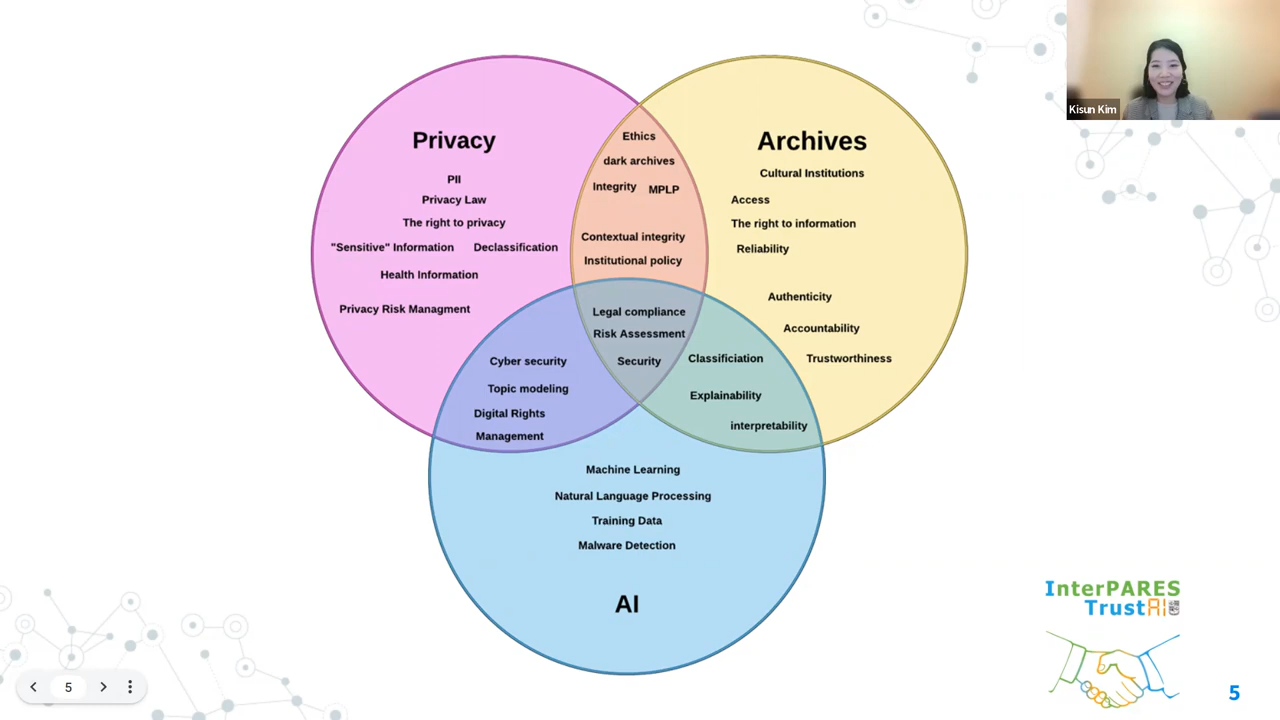 Kisun Kim
Privacy
PII
Privacy Law
The right to privacy
"Sensitive" Information
Declassification
Health Information
Privacy Risk Managment
Ethics
dark archives
Integrity
MPLP
Contextual integrity
Institutional policy
Archives
Cultural Institutions
Access
The right to information
Reliability
Authenticity
Accountability
Trustworthiness
Legal compliance
Risk Assessment
Security
Cyber security
Topic modeling
Digital Rights
Management
Classificiation
Explainability
interpretability
Machine Learning
Natural Language Processing
Training Data
Malware Detection
AI
InterPARES
TrustAI
5
5